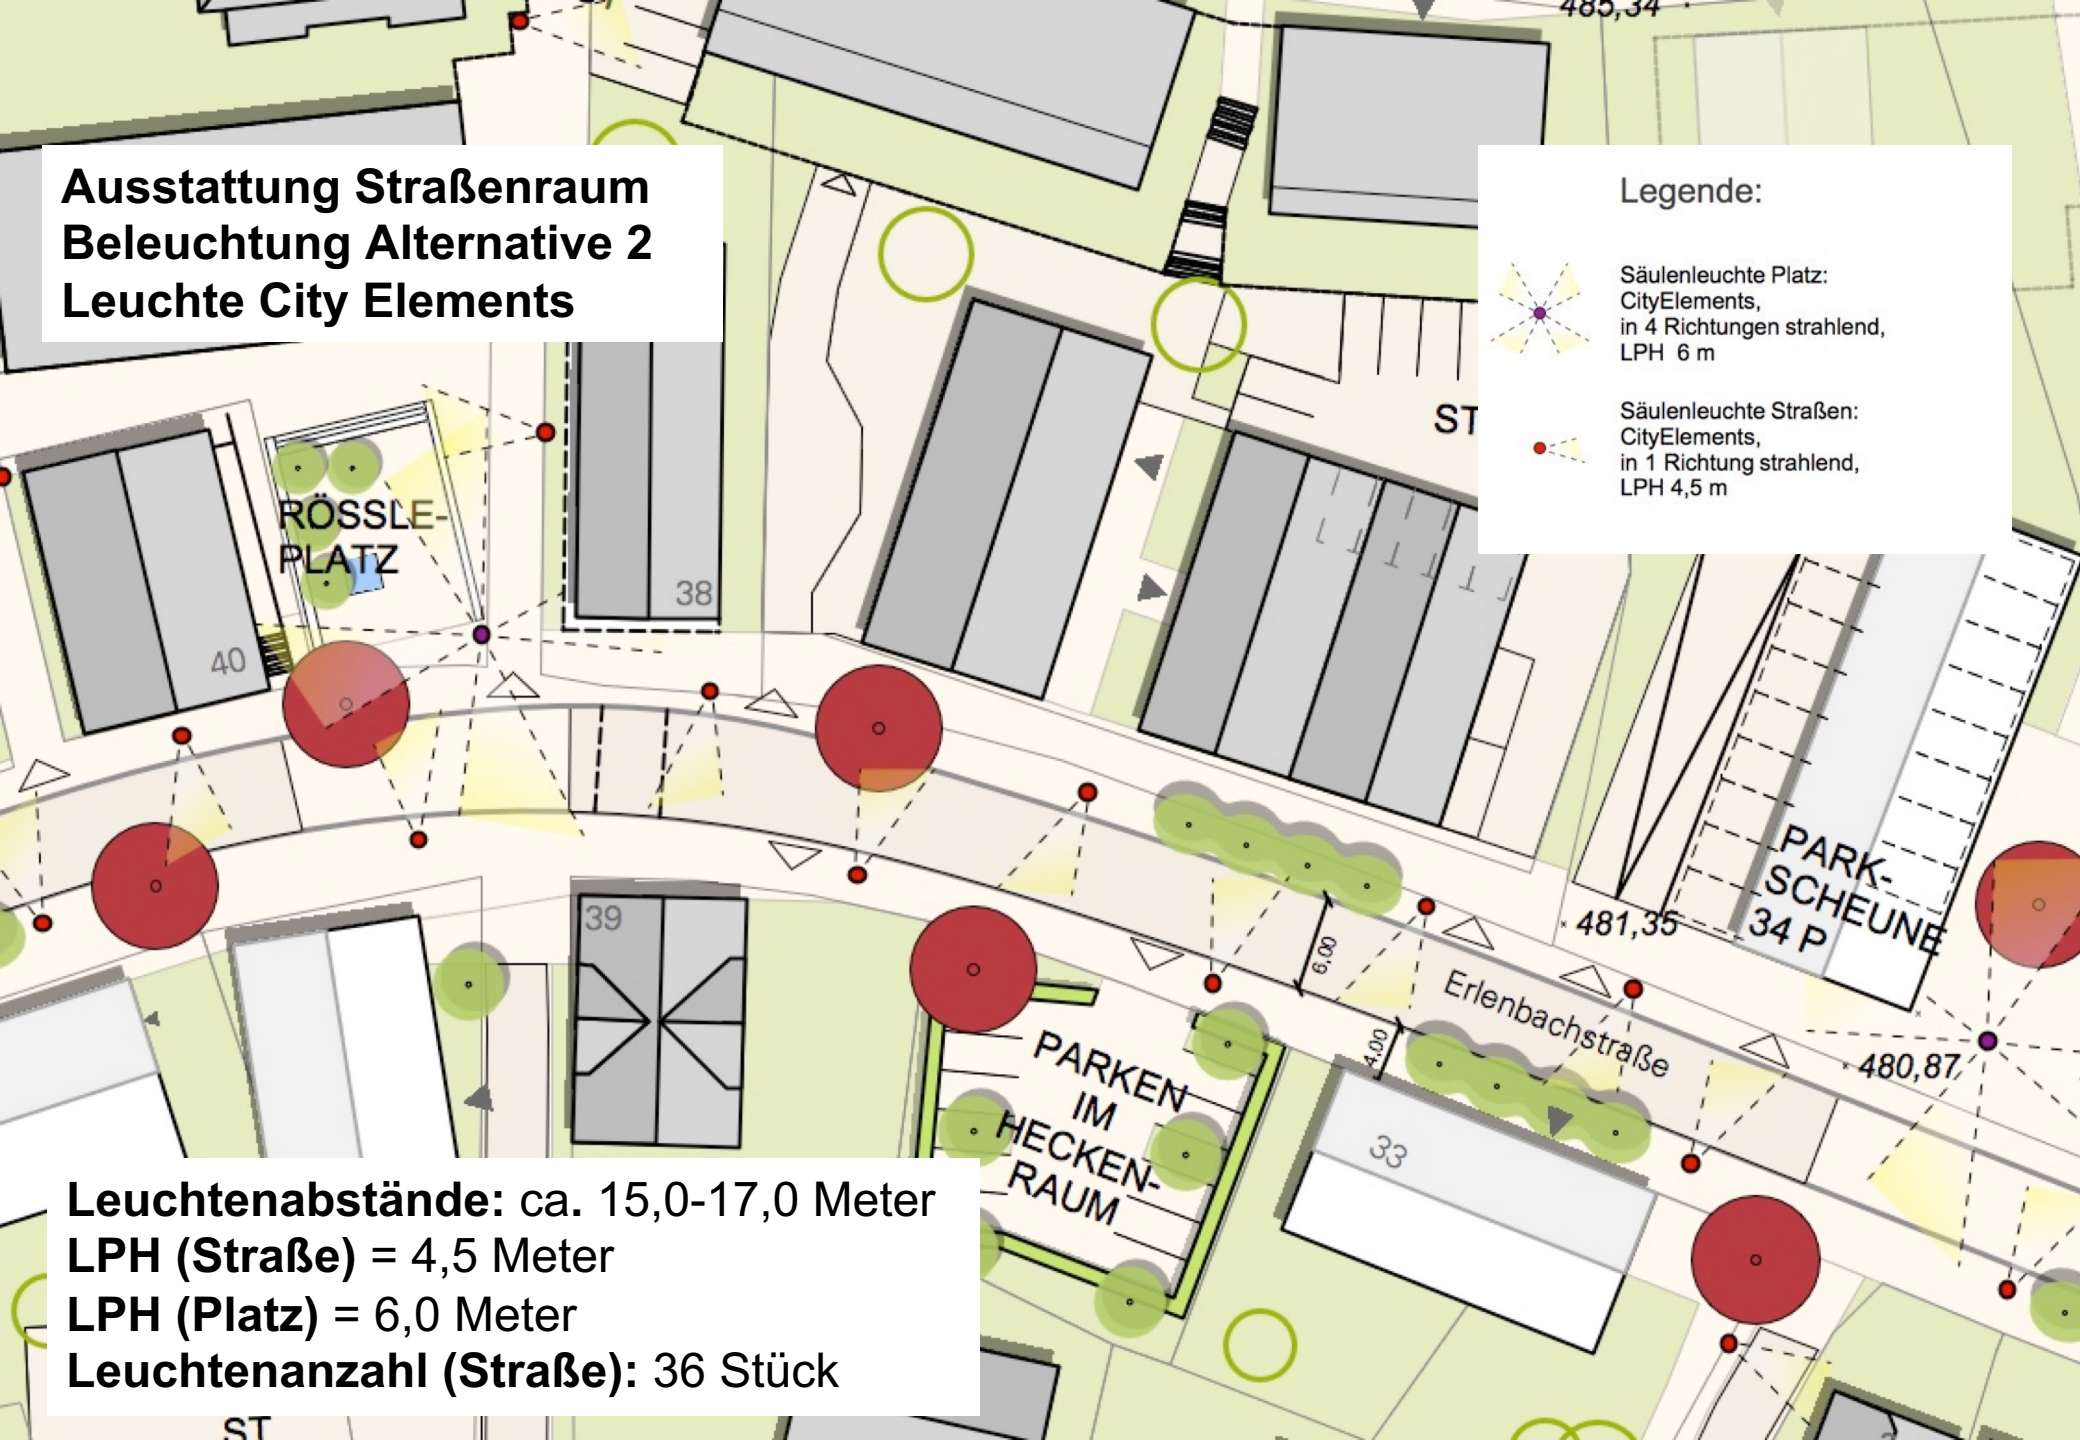 485,34
Ausstattung Straßenraum
Beleuchtung Alternative 2
Leuchte City Elements
Legende:
Säulenleuchte Platz:
CityElements,
in 4 Richtungen strahlend,
LPH 6 m
Säulenleuchte Straßen:
CityElements,
in 1 Richtung strahlend,
LPH 4,5 m
ST
RÖSSLE-
PLATZ
38
40
39
PARK-
SCHEUNE
34 P
481,35
6,00
Erlenbachstraße
4,00
480,87
PARKEN
IM
HECKEN-
RAUM
33
Leuchtenabstände: ca. 15,0-17,0 Meter
LPH (Straße) = 4,5 Meter
LPH (Platz) = 6,0 Meter
Leuchtenanzahl (Straße): 36 Stück
ST